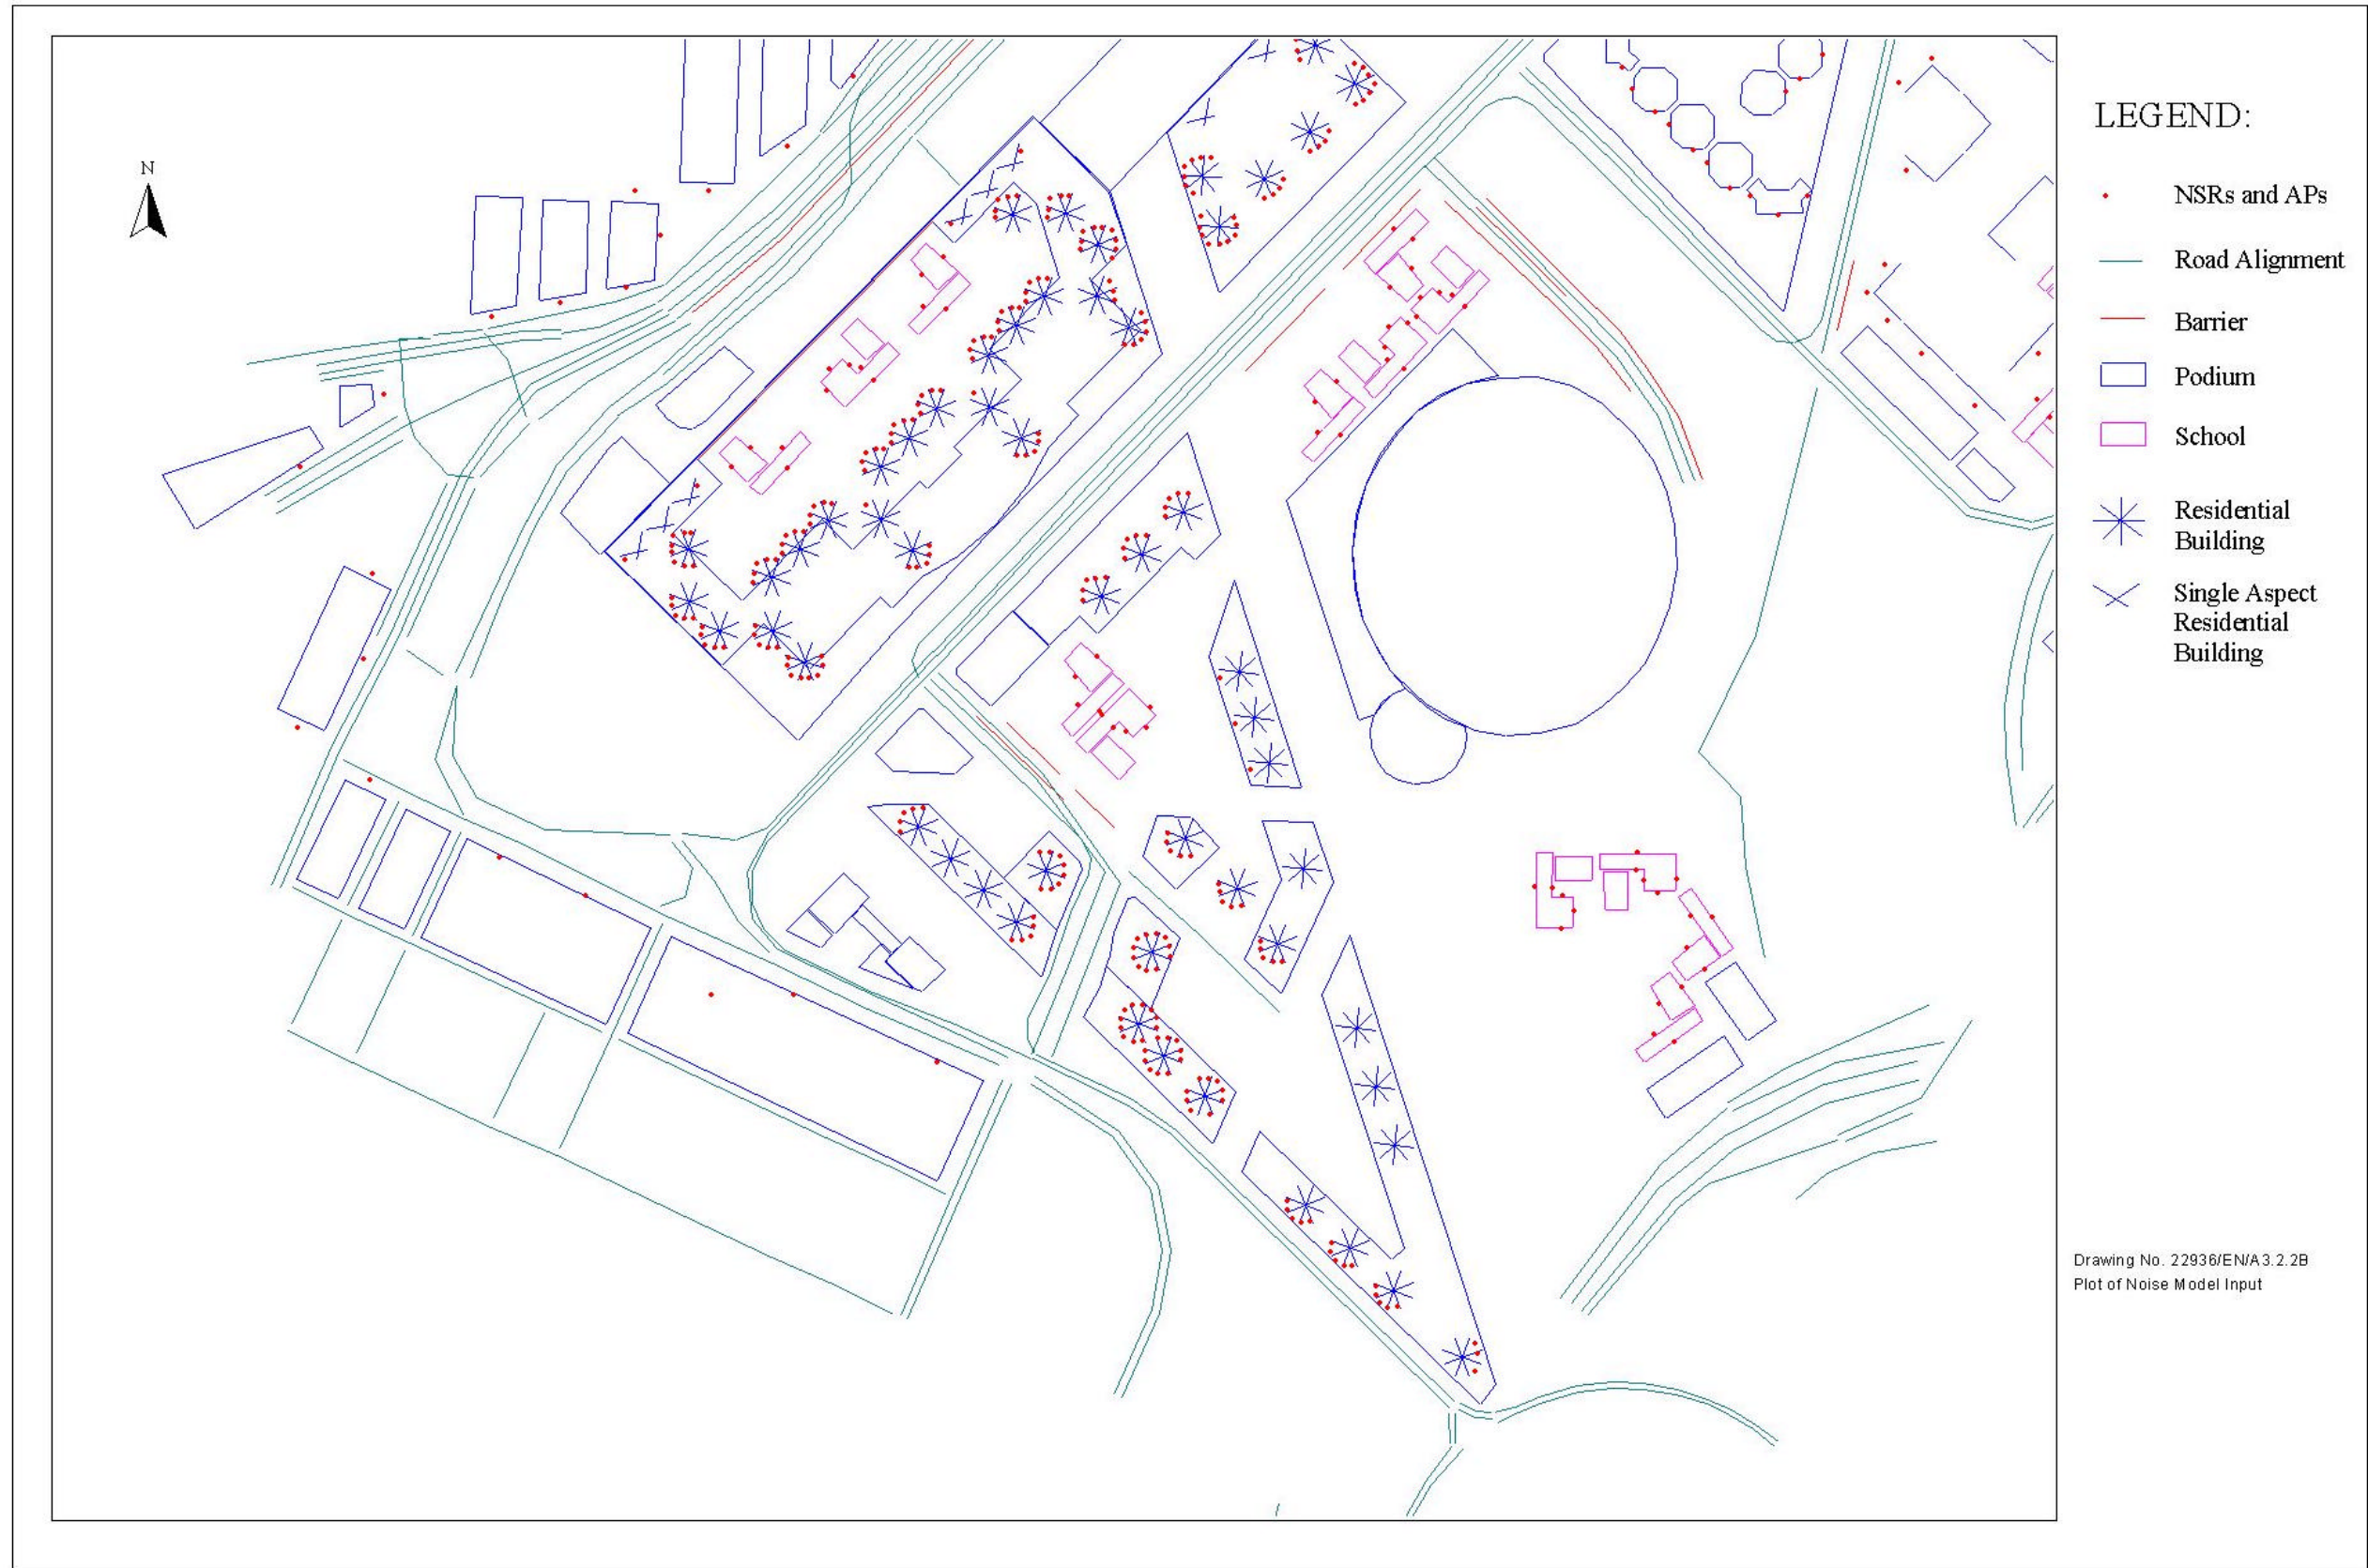 N
LEGEND:
NSRs and APs
Road Alignment
Barrier
Podium
School
Residential
Building
Single Aspect
Residential
Building
Drawing No. 22936/EN/A3.2.2B
Plot of Noise Model Input